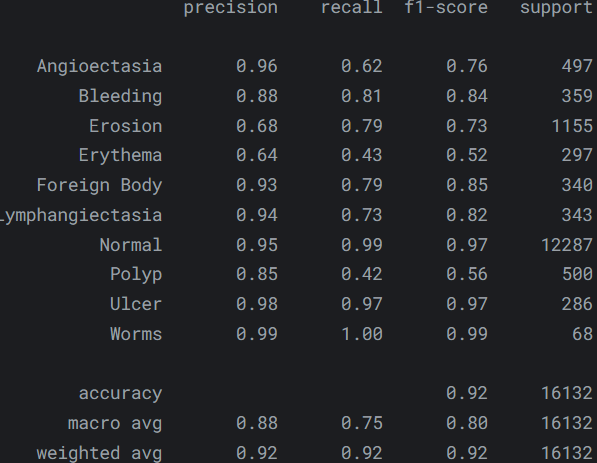 precision recall f1-score support
Angioectasia 0.96 0.62 0.76 497
Bleeding 0.88 0.81 0.84 359
Erosion 0.68 0.79 0.73 1155
Erythema 0.64 0.43 0.52 297
Foreign Body 0.93 0.79 0.85 340
Lymphangiectasia 0.94 0.73 0.82 343
Normal 0.95 0.99 0.97 12287
Polyp 0.85 0.42 0.56 500
Ulcer 0.98 0.97 0.97 286
Worms 0.99 1.00 0.99 68
accuracy 0.92 16132
macro avg 0.88 0.75 0.80 16132
weighted avg 0.92 0.92 0.92 16132